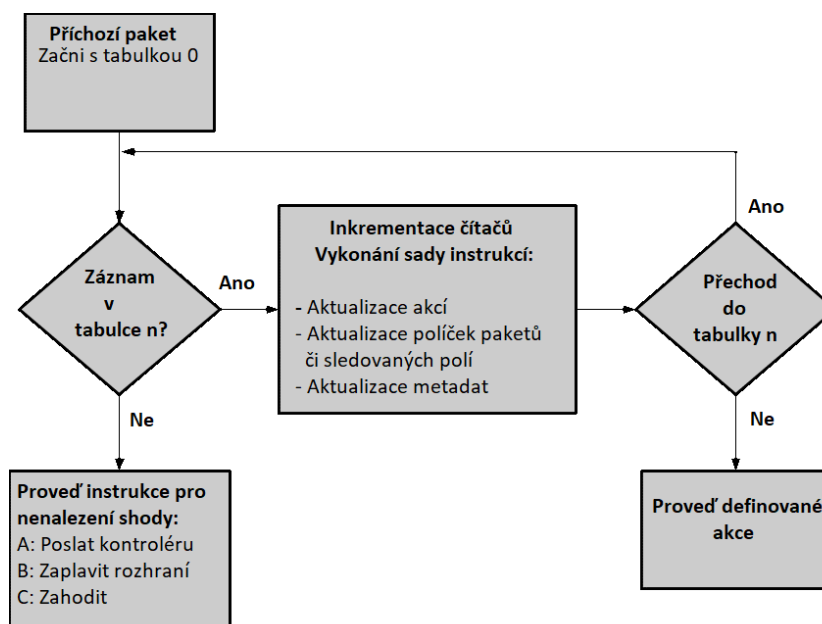 Příchozí paket
Začni s tabulkou 0
Ano
Záznam
v
tabulce n?
Ano
Inkrementace čítačů
Vykonání sady instrukcí:
- Aktualizace akcí
- Aktualizace políček paketů
či sledovaných polí
- Aktualizace metadat
Přechod
do
tabulky n
Ne
Ne
Proveď instrukce pro
nenalezení shody:
A: Poslat kontroléru
B: Zaplavit rozhraní
C: Zahodit
Proveď definované
akce